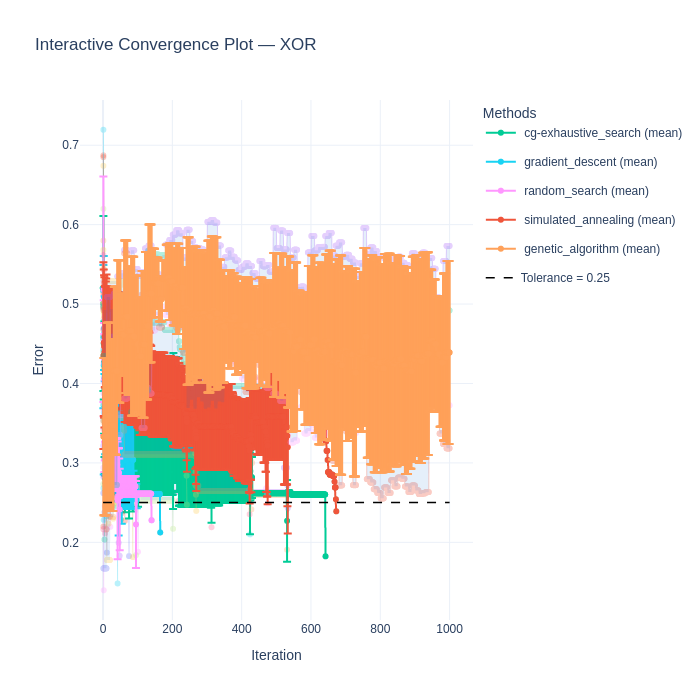 Interactive Convergence Plot — XOR
Methods
cg-exhaustive_search (mean)
gradient_descent (mean)
random_search (mean)
simulated_annealing (mean)
genetic_algorithm (mean)
Tolerance = 0.25
Error
0.7
0.6
0.5
0.4
0.3
0.2
0 200 400 600 800 1000
Iteration